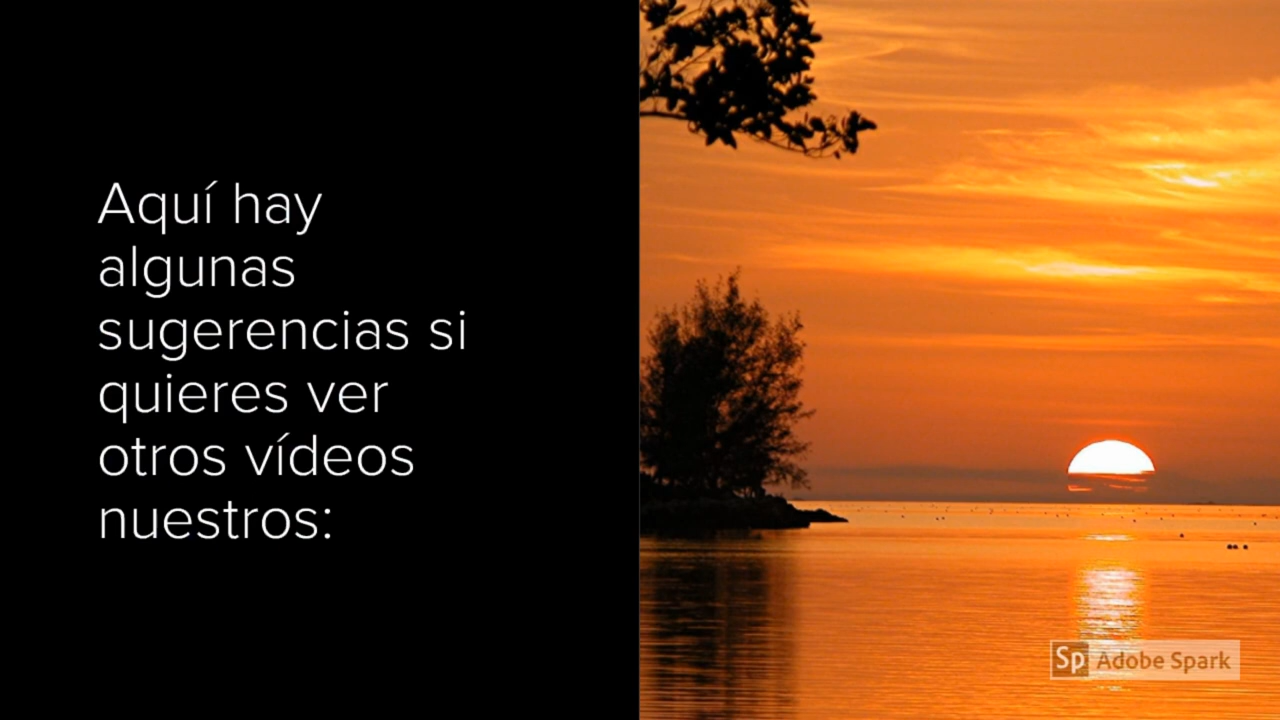 Aquí hay
algunas
sugerencias si
quieres ver
otros vídeos
nuestros:
Sp Adobe Spark